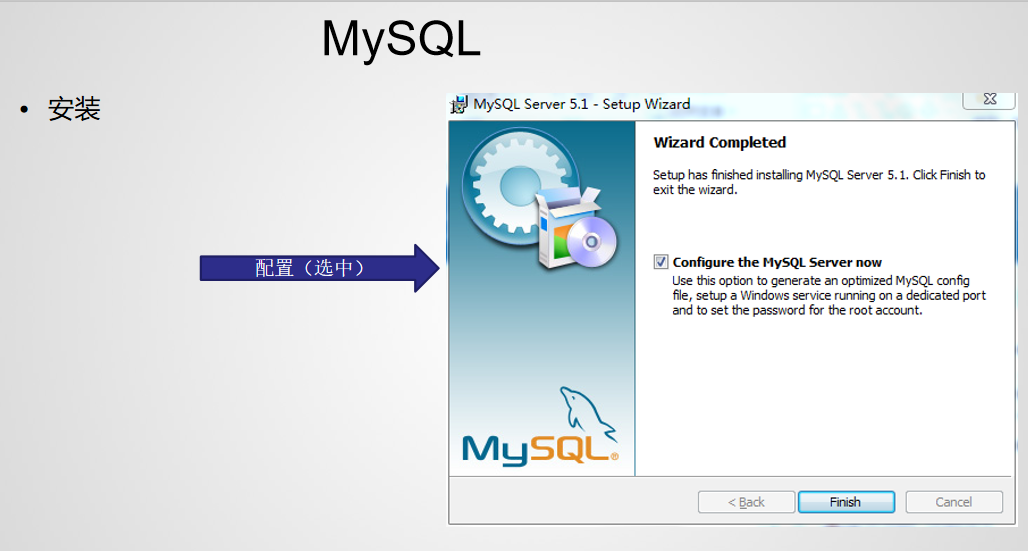 MySQL
• 安装
配置（选中）
MySQL Server 5.1 - Setup Wizard
Wizard Completed
Setup has finished installing MySQL Server 5.1. Click Finish to
exit the wizard.
Configure the MySQL Server now
Use this option to generate an optimized MySQL config
file, setup a Windows service running on a dedicated port
and to set the password for the root account.
MySQL®
< Back
Finish
Cancel